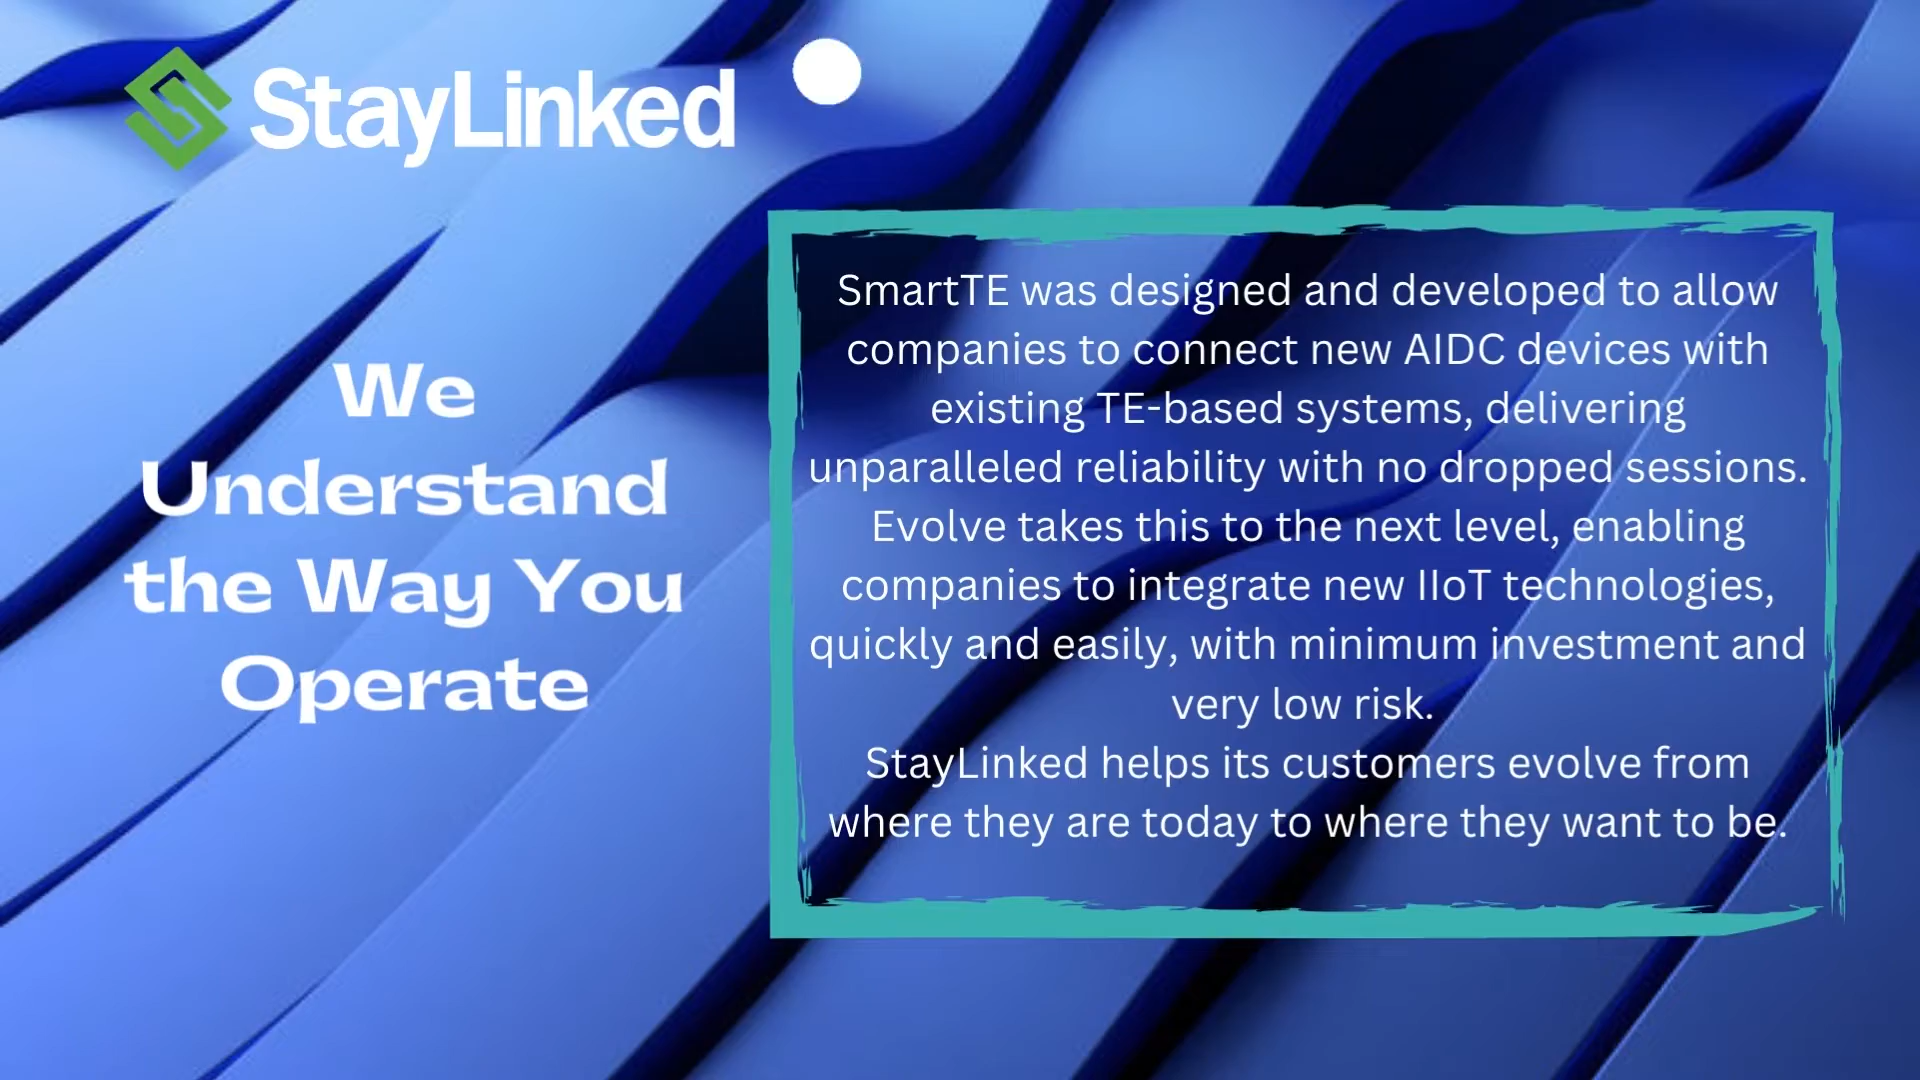 StayLinked
We
Understand
the Way You
Operate
SmartTE was designed and developed to allow
companies to connect new AIDC devices with
existing TE-based systems, delivering
unparalleled reliability with no dropped sessions.
Evolve takes this to the next level, enabling
companies to integrate new IIoT technologies,
quickly and easily, with minimum investment and
very low risk.
StayLinked helps its customers evolve from
where they are today to where they want to be.